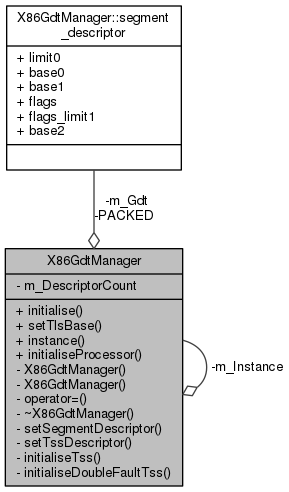 X86GdtManager::segment
_descriptor
+ limit0
+ base0
+ base1
+ flags
+ flags_limit1
+ base2
-m_Gdt
-PACKED
X86GdtManager
- m_DescriptorCount
+ initialise()
+ setTlsBase()
+ instance()
+ initialiseProcessor()
- X86GdtManager()
- X86GdtManager()
- operator=()
- ~X86GdtManager()
- setSegmentDescriptor()
- setTssDescriptor()
- initialiseTss()
- initialiseDoubleFaultTss()
-m_Instance